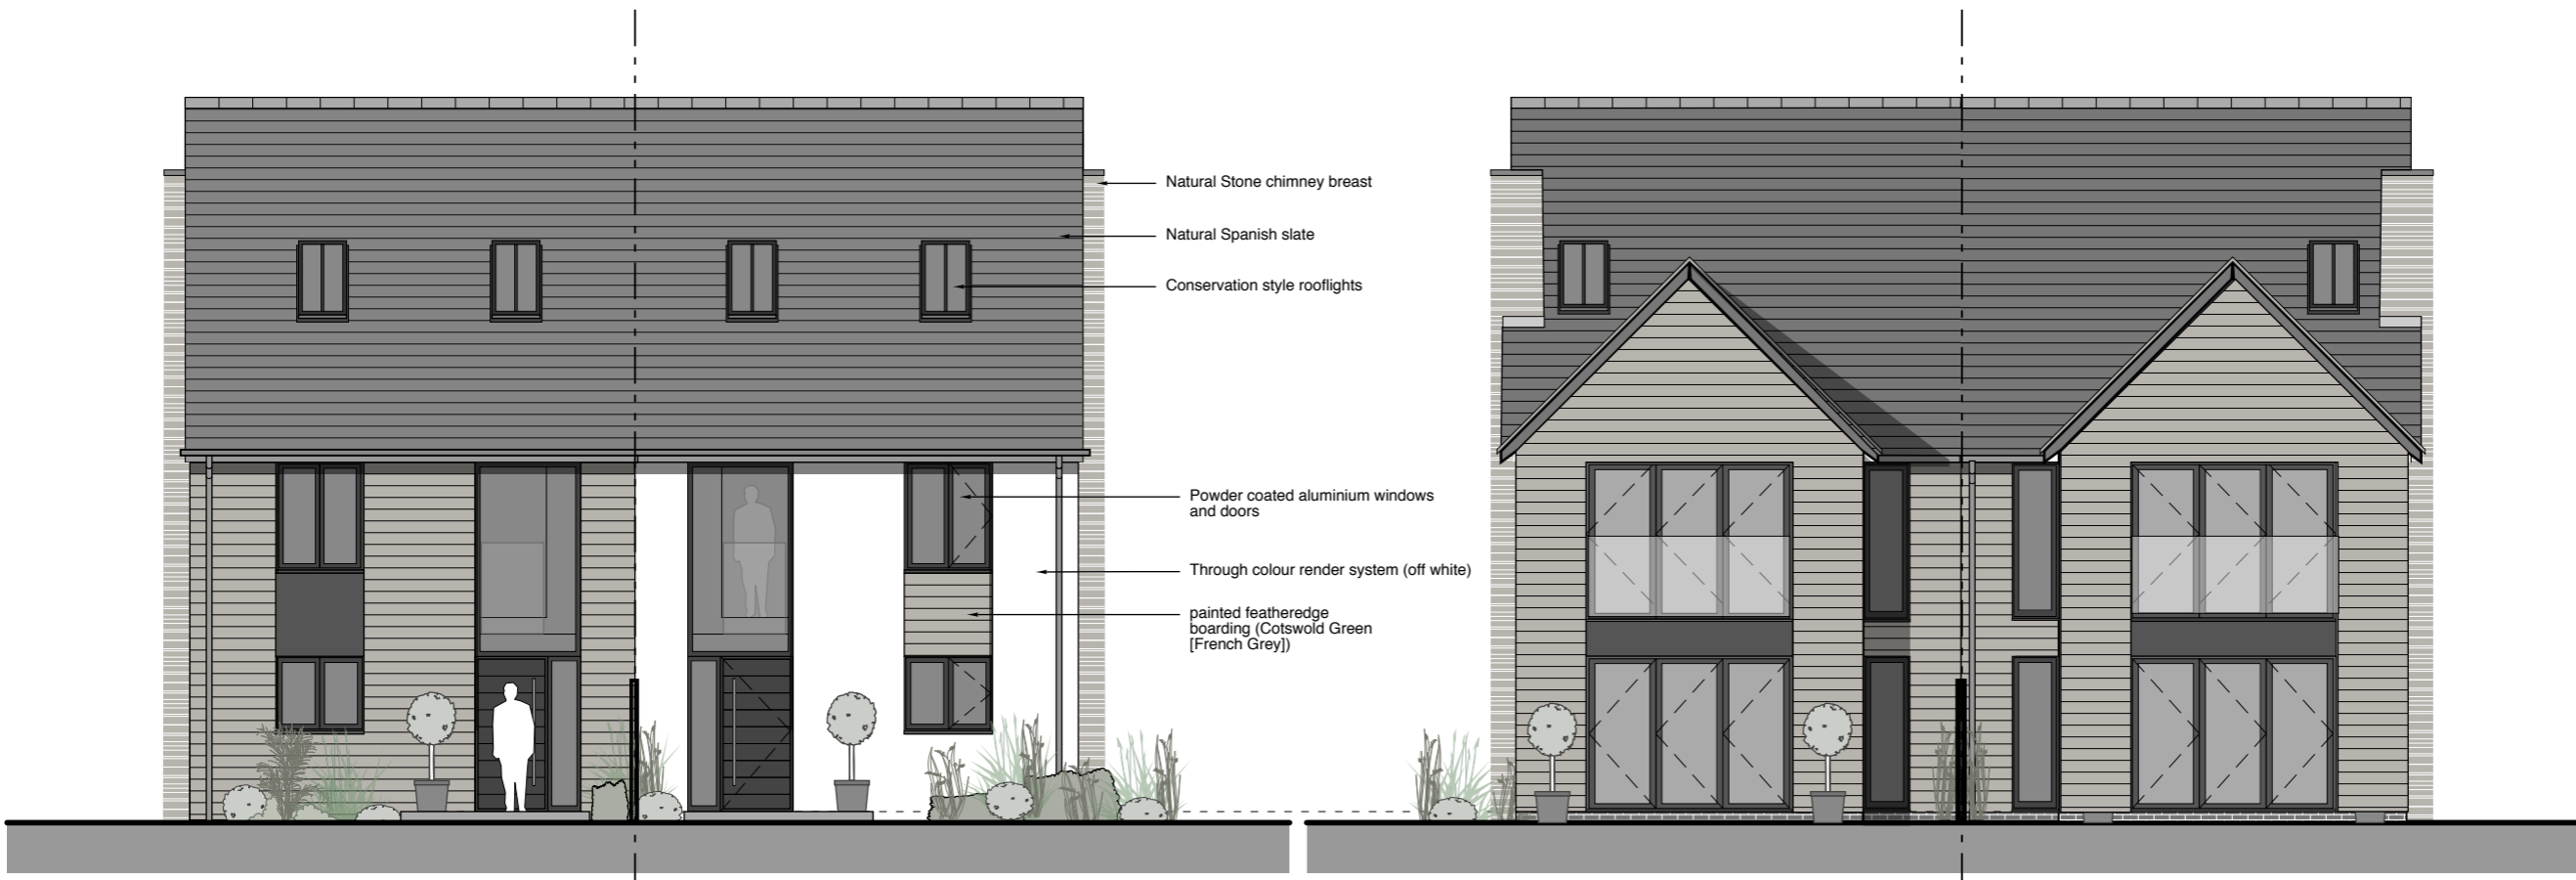 Natural Stone chimney breast
Natural Spanish slate
Conservation style rooflights
Powder coated aluminium windows
and doors
Through colour render system (off white)
painted featheredge
boarding (Cotswold Green
[French Grey])